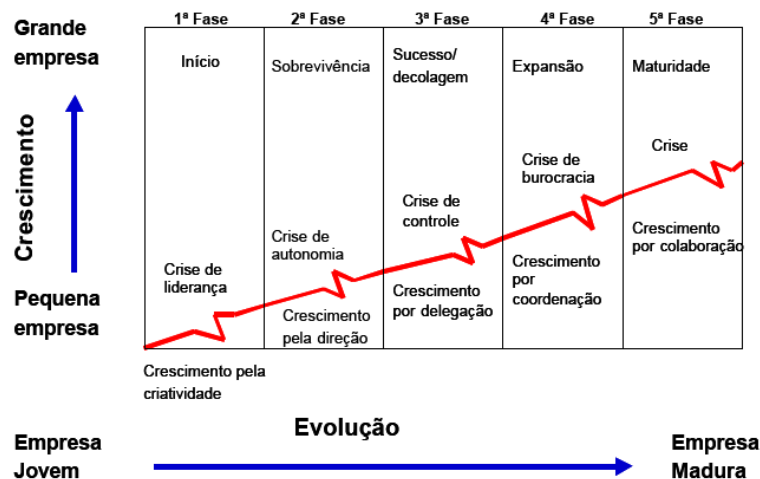 Grande
empresa
Crescimento
Pequena
empresa
1ª Fase
2ª Fase
3ª Fase
4ª Fase
5ª Fase
Início
Sobrevivência
Sucesso/
decolagem
Expansão
Maturidade
Crise de
liderança
Crise de
autonomia
Crise de
controle
Crise de
burocracia
Crise
Crescimento pela
criatividade
Crescimento
pela direção
Crescimento
por delegação
Crescimento
por
coordenação
Crescimento
por colaboração
Evolução
Empresa
Jovem
Empresa
Madura